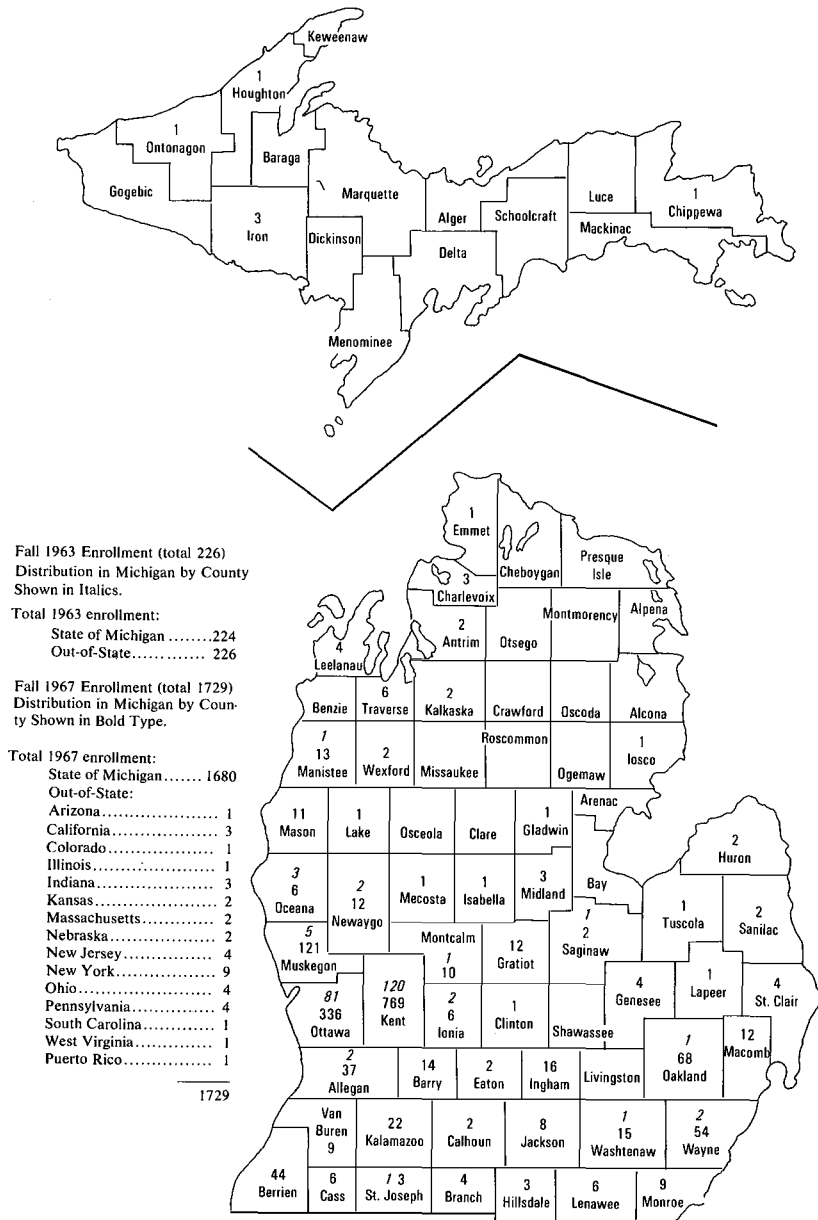 Keweenaw
1
Houghton
1
Ontonagon
Baraga
Gogebic
Marquette
3
Iron
Dickinson
Alger
Schoolcraft
Luce
1
Chippewa
Mackinac
Delta
Menominee
Fall 1963 Enrollment (total 226)
Distribution in Michigan by County
Shown in Italics.
Total 1963 enrollment:
State of Michigan ........224
Out-of-State.............. 226
Fall 1967 Enrollment (total 1729)
Distribution in Michigan by Coun-
ty Shown in Bold Type.
Total 1967 enrollment:
State of Michigan ....... 1680
Out-of-State:
Arizona ...................... 1
California .................... 3
Colorado ..................... 1
Illinois ....................... 1
Indiana ....................... 3
Kansas ....................... 2
Massachusetts ............... 2
Nebraska ..................... 2
New Jersey ................... 4
New York .................... 9
Ohio .......................... 4
Pennsylvania ................. 4
South Carolina ............... 1
West Virginia ................ 1
Puerto Rico .................. 1
1729
1
Emmet
Cheboygan
Presque
Isle
3
Charlevoix
2
Antrim
Otsego
Montmorency
Alpena
4
Leelanau
Benzie
6
Traverse
2
Kalkaska
Crawford
Oscoda
Alcona
1
13
Manistee
2
Wexford
Missaukee
Roscommon
Ogemaw
1
Iosco
Arenac
11
Mason
1
Lake
Osceola
Clare
1
Gladwin
2
Huron
3
6
Oceana
2
12
Newaygo
1
Mecosta
1
Isabella
3
Midland
Bay
1
Tuscola
2
Sanilac
5
121
Muskegon
Montcalm
1
10
12
Gratiot
1
2
Saginaw
81
336
Ottawa
120
769
Kent
2
6
Ionia
1
Clinton
Shawassee
4
Genesee
1
Lapeer
4
St. Clair
2
37
Allegan
14
Barry
2
Eaton
16
Ingham
Livingston
1
68
Oakland
12
Macomb
Van
Buren
9
22
Kalamazoo
2
Calhoun
8
Jackson
1
15
Washtenaw
2
54
Wayne
44
Berrien
6
Cass
1 3
St. Joseph
4
Branch
3
Hillsdale
6
Lenawee
9
Monroe